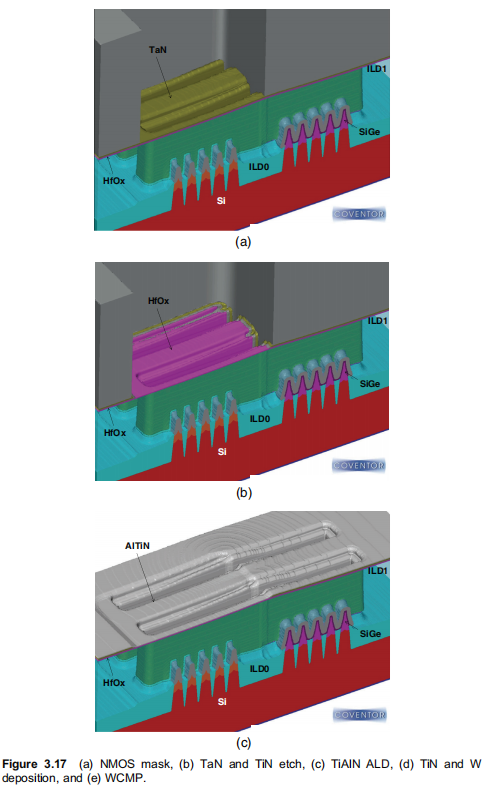 TaN
ILD1
SiGe
HfOx
ILD0
Si
COVENTOR
(a)
HfOx
ILD1
SiGe
HfOx
ILD0
Si
COVENTOR
(b)
AlTiN
ILD1
SiGe
ILD0
HfOx
Si
COVENTOR
(c)
Figure 3.17 (a) NMOS mask, (b) TaN and TiN etch, (c) TiAlN ALD, (d) TiN and W
deposition, and (e) WCMP.